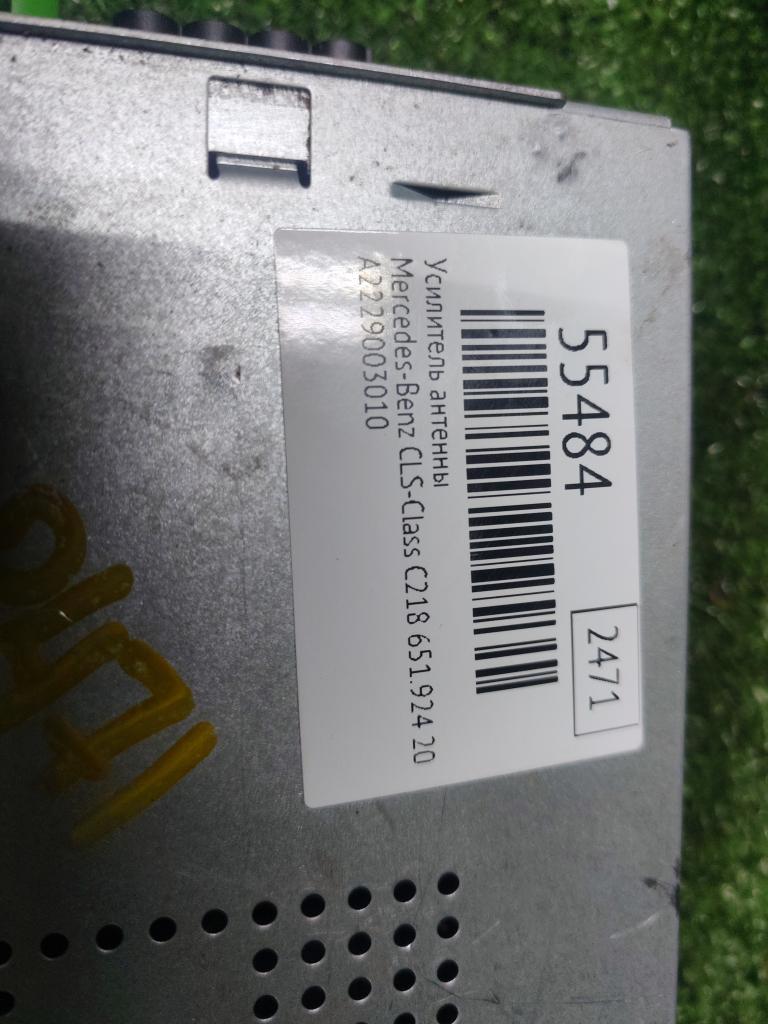 55484
2471
Усилитель антенны
Mercedes-Benz CLS-Class C218 651.924 20
A2229003010